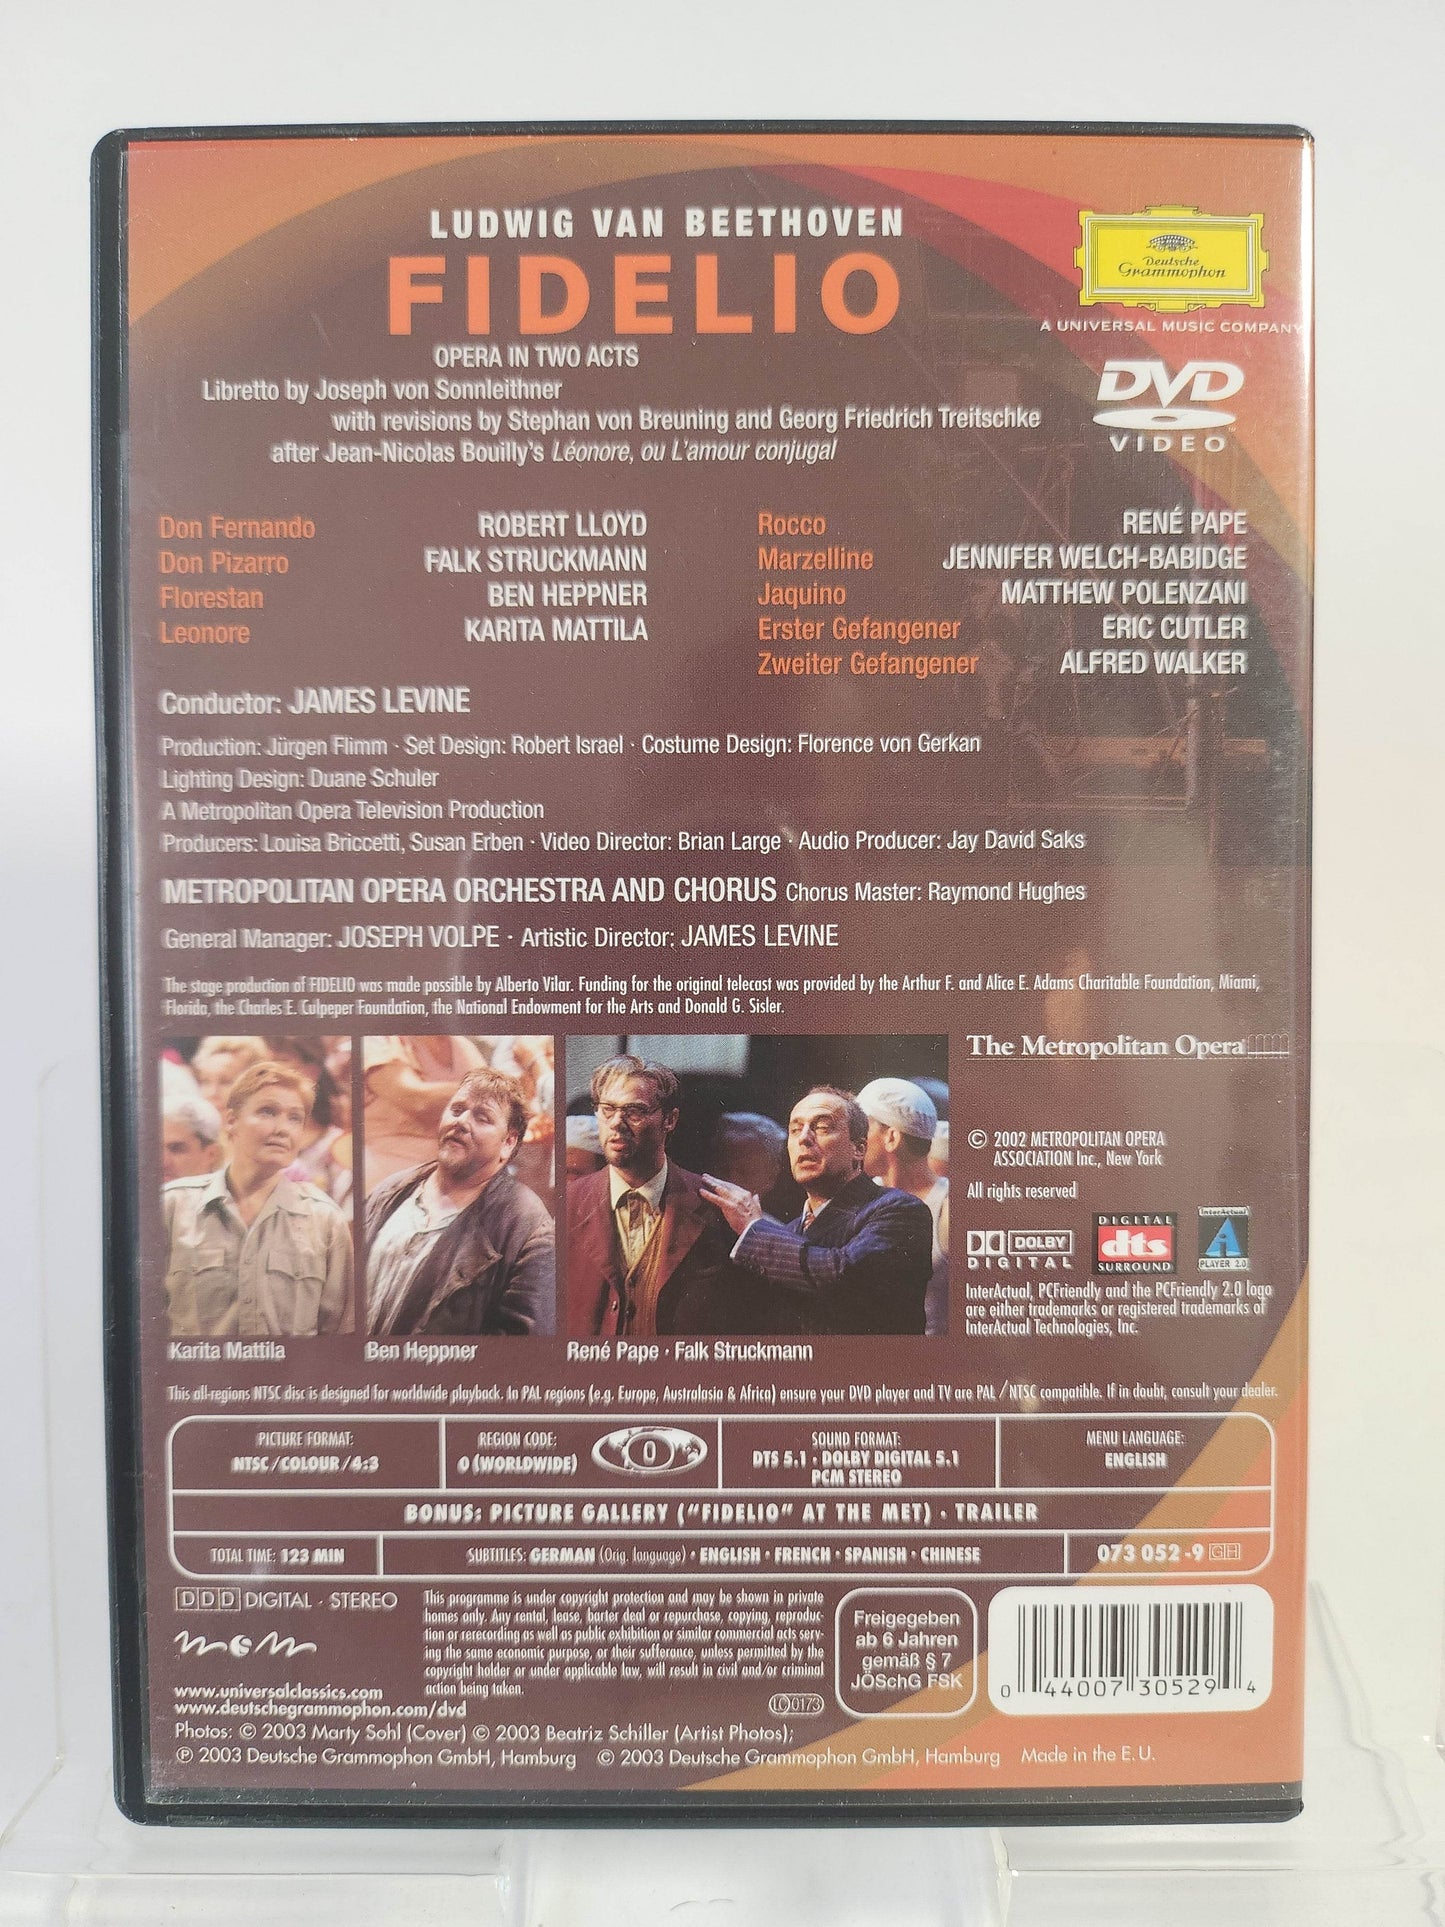 LUDWIG VAN BEETHOVEN
FIDELIO
OPERA IN TWO ACTS
Libretto by Joseph von Sonnleithner
with revisions by Stephan von Breuning and Georg Friedrich Treitschke
after Jean-Nicolas Bouilly's Léonore, ou L'amour conjugal
Deutsche
Grammophon
A UNIVERSAL MUSIC COMPANY
DVD
VIDEO
Don Fernando ROBERT LLOYD
Don Pizarro FALK STRUCKMANN
Florestan BEN HEPPNER
Leonore KARITA MATTILA
Rocco RENÉ PAPE
Marzelline JENNIFER WELCH-BABIDGE
Jaquino MATTHEW POLENZANI
Erster Gefangener ERIC CUTLER
Zweiter Gefangener ALFRED WALKER
Conductor: JAMES LEVINE
Production: Jürgen Flimm · Set Design: Robert Israel · Costume Design: Florence von Gerkan
Lighting Design: Duane Schuler
A Metropolitan Opera Television Production
Producers: Louisa Briccetti, Susan Erben · Video Director: Brian Large · Audio Producer: Jay David Saks
METROPOLITAN OPERA ORCHESTRA AND CHORUS Chorus Master: Raymond Hughes
General Manager: JOSEPH VOLPE · Artistic Director: JAMES LEVINE
The stage production of FIDELIO was made possible by Alberto Vilar. Funding for the original telecast was provided by the Arthur F. and Alice E. Adams Charitable Foundation, Miami,
Florida, the Charles E. Culpeper Foundation, the National Endowment for the Arts and Donald G. Sisler.
The Metropolitan Opera
© 2002 METROPOLITAN OPERA
ASSOCIATION Inc., New York
All rights reserved
DOLBY
DIGITAL
DIGITAL
dts
SURROUND
InterActual
PLAYER 2.0
InterActual, PCFriendly and the PCFriendly 2.0 logo
are either trademarks or registered trademarks of
InterActual Technologies, Inc.
Karita Mattila
Ben Heppner
René Pape · Falk Struckmann
This all-regions NTSC disc is designed for worldwide playback. In PAL regions (e.g. Europe, Australasia & Africa) ensure your DVD player and TV are PAL/NTSC compatible. If in doubt, consult your dealer.
PICTURE FORMAT:
NTSC/COLOUR/4:3
REGION CODE:
0 (WORLDWIDE)
0
SOUND FORMAT:
DTS 5.1 · DOLBY DIGITAL 5.1
PCM STEREO
MENU LANGUAGE:
ENGLISH
BONUS: PICTURE GALLERY ("FIDELIO" AT THE MET) · TRAILER
TOTAL TIME: 123 MIN
SUBTITLES: GERMAN (Orig. language) · ENGLISH · FRENCH · SPANISH · CHINESE
073 052-9 GH
DDD DIGITAL · STEREO
www.universalclassics.com
www.deutschegrammophon.com/dvd
This programme is under copyright protection and may be shown in private
homes only. Any rental, lease, barter deal or repurchase, copying, reproduc-
tion or rerecording as well as public exhibition or similar commercial acts serv-
ing the same economic purpose, or their sufferance, unless permitted by the
copyright holder or under applicable law, will result in civil and/or criminal
action being taken.
LC 0173
Freigegeben
ab 6 Jahren
gemäß § 7
JÖSchG FSK
0 44007 30529 4
Photos: © 2003 Marty Sohl (Cover) © 2003 Beatriz Schiller (Artist Photos);
℗ 2003 Deutsche Grammophon GmbH, Hamburg © 2003 Deutsche Grammophon GmbH, Hamburg Made in the E.U.